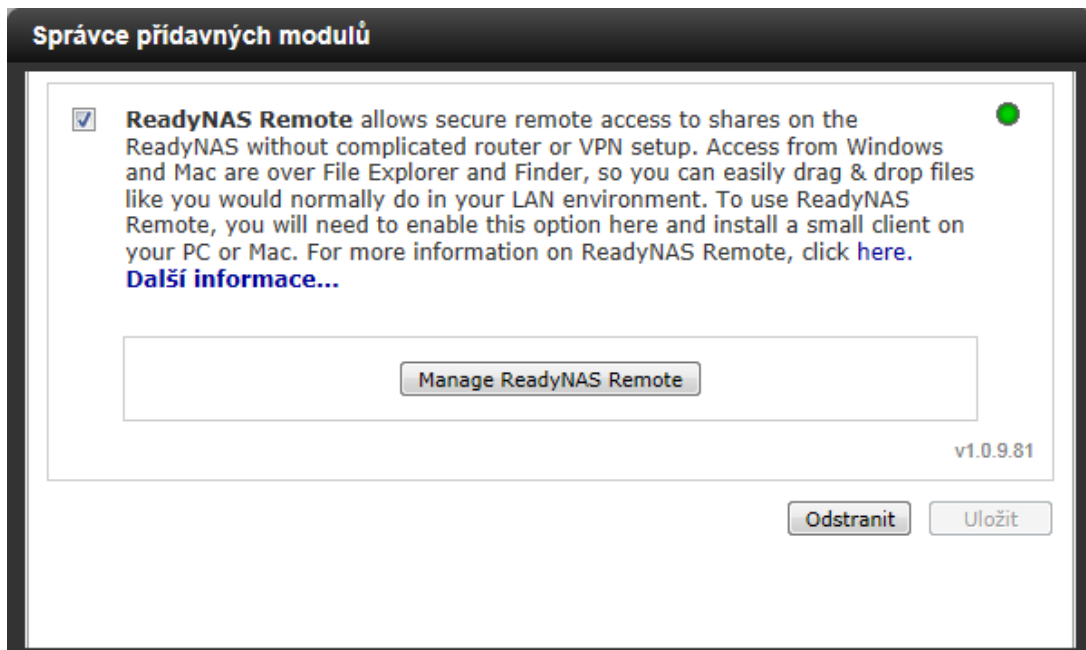 Správce přídavných modulů
ReadyNAS Remote allows secure remote access to shares on the
ReadyNAS without complicated router or VPN setup. Access from Windows
and Mac are over File Explorer and Finder, so you can easily drag & drop files
like you would normally do in your LAN environment. To use ReadyNAS
Remote, you will need to enable this option here and install a small client on
your PC or Mac. For more information on ReadyNAS Remote, click here.
Další informace...
Manage ReadyNAS Remote
v1.0.9.81
Odstranit
Uložit